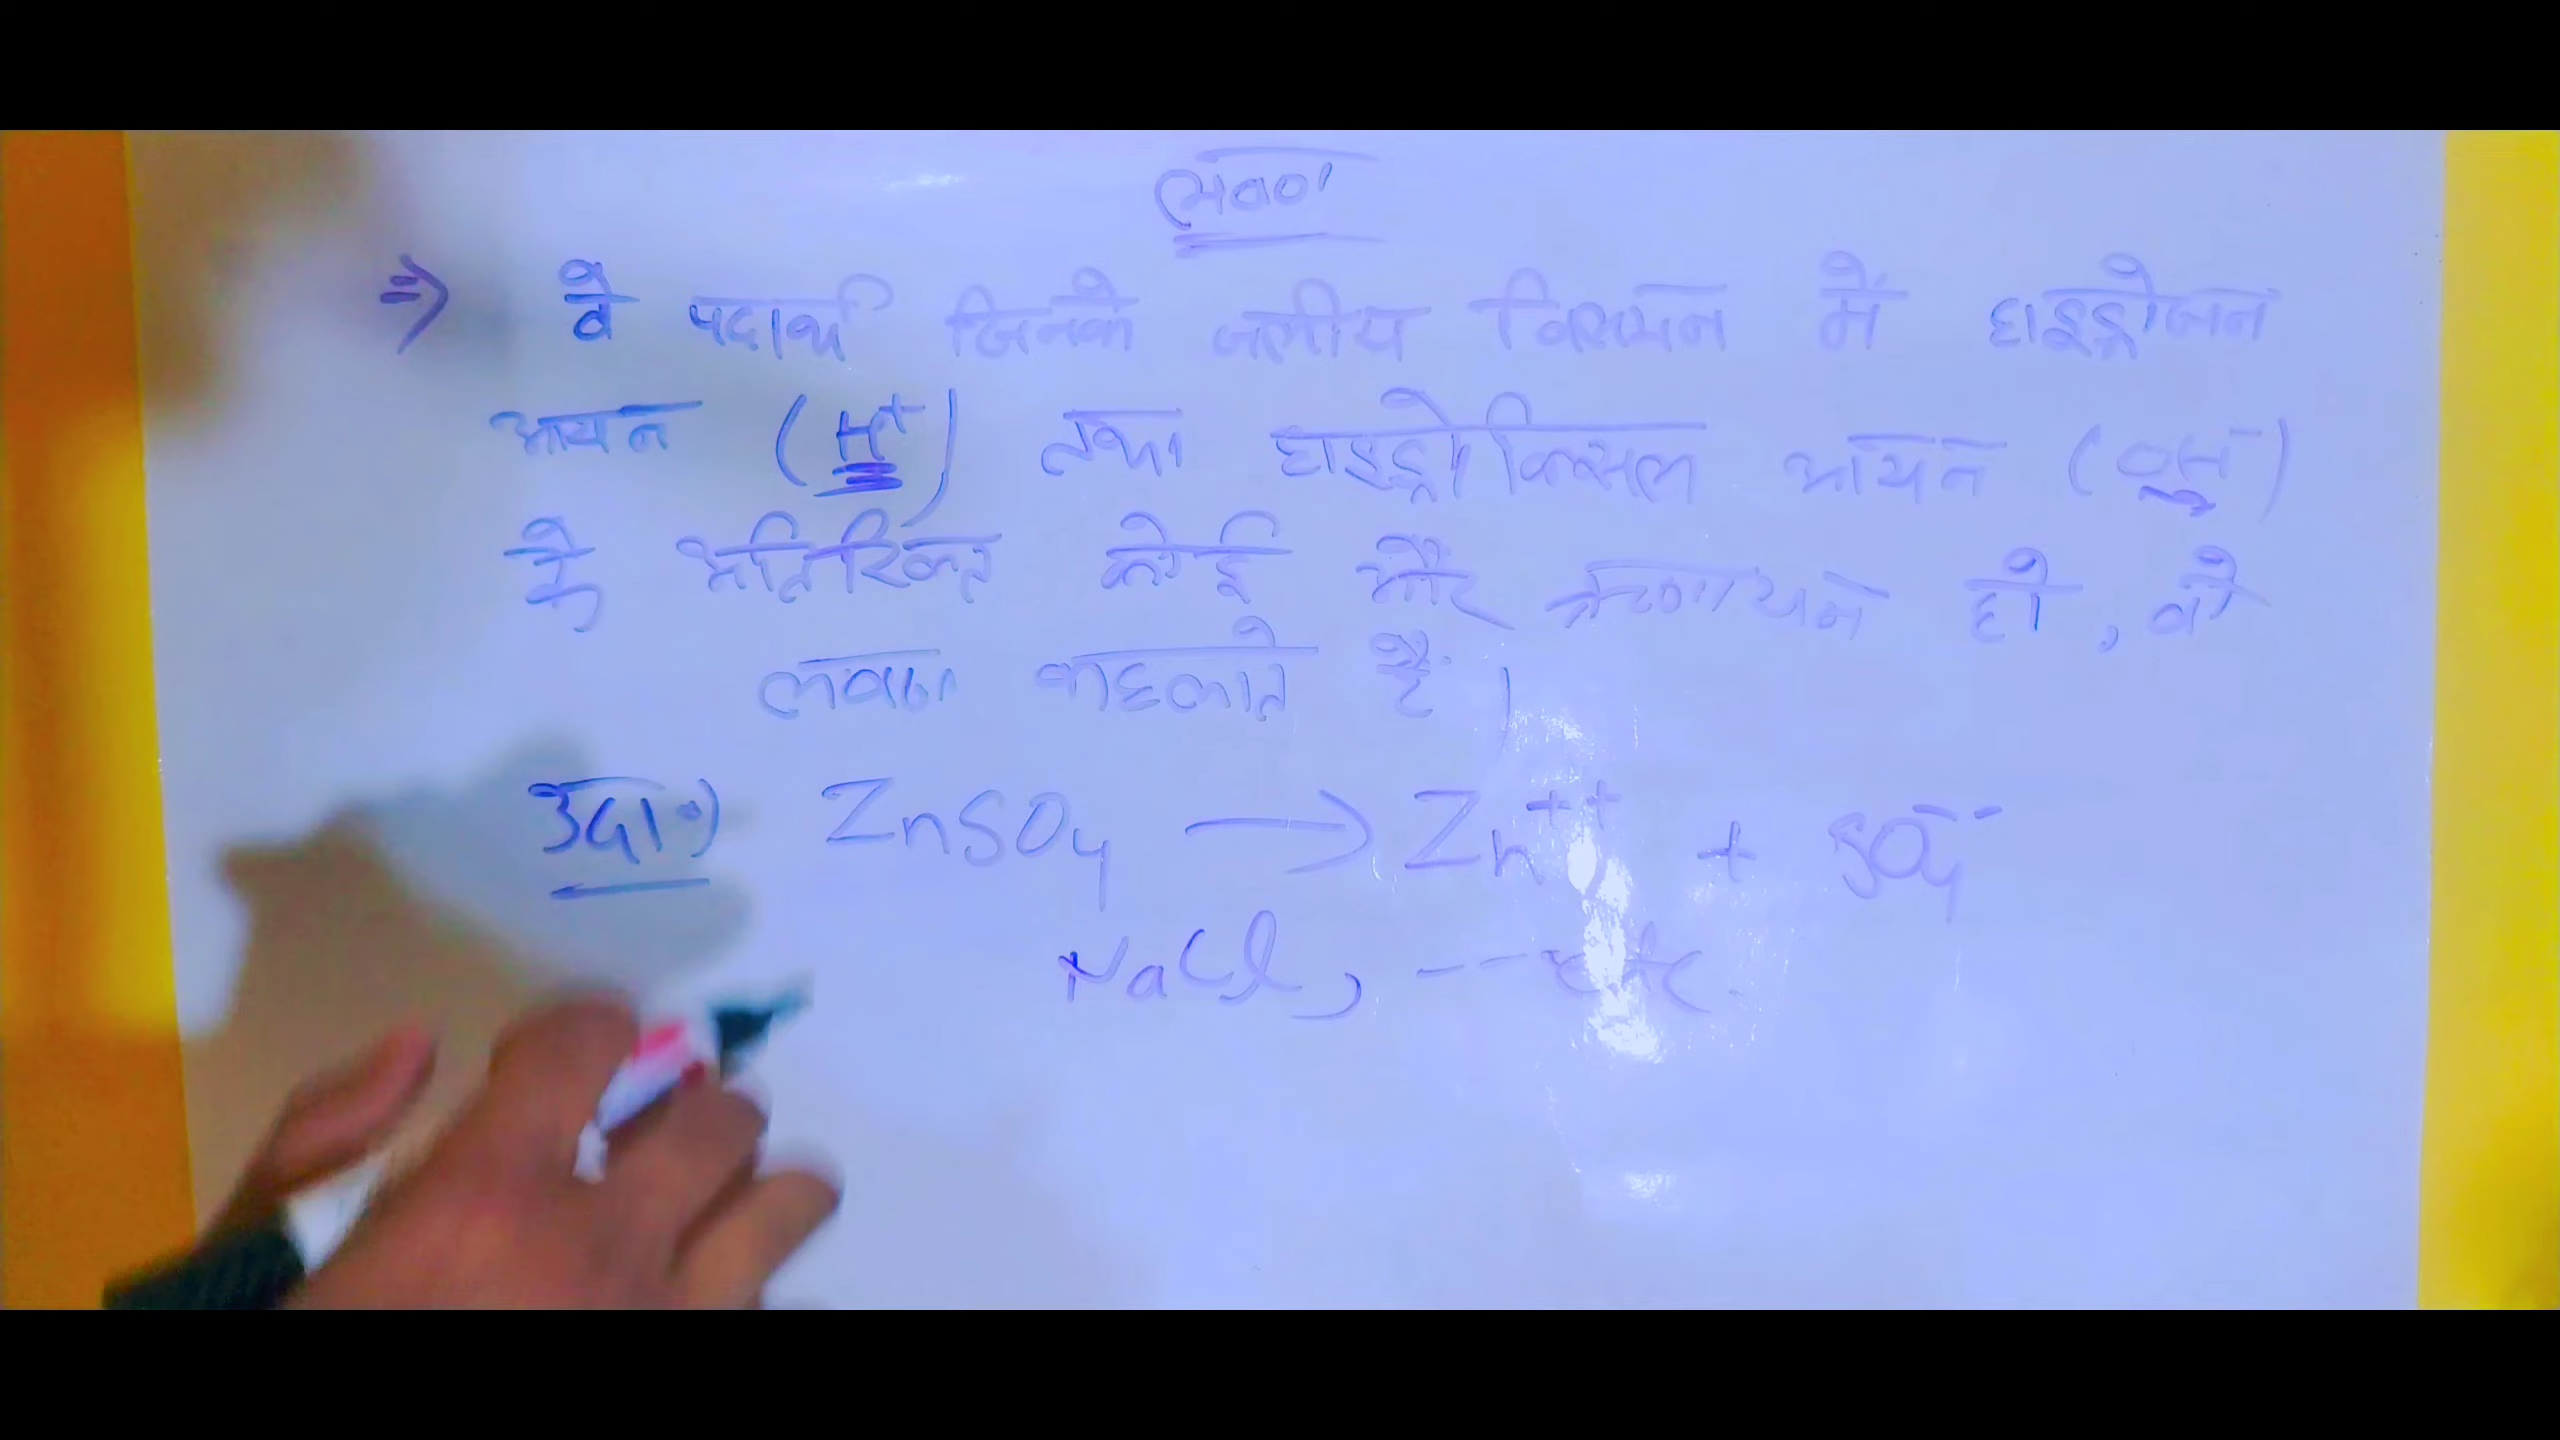 लवण
⇒ वे पदार्थ जिनके जलीय विलयन में हाइड्रोजन
आयन (H⁺) तथा हाइड्रोक्सिल आयन (OH⁻)
के अतिरिक्त कोई और हो, वे
लवण कहलाते हैं।
उदा०) ZnSO₄ → Zn⁺⁺ + SO₄⁻⁻
NaCl, --etc.